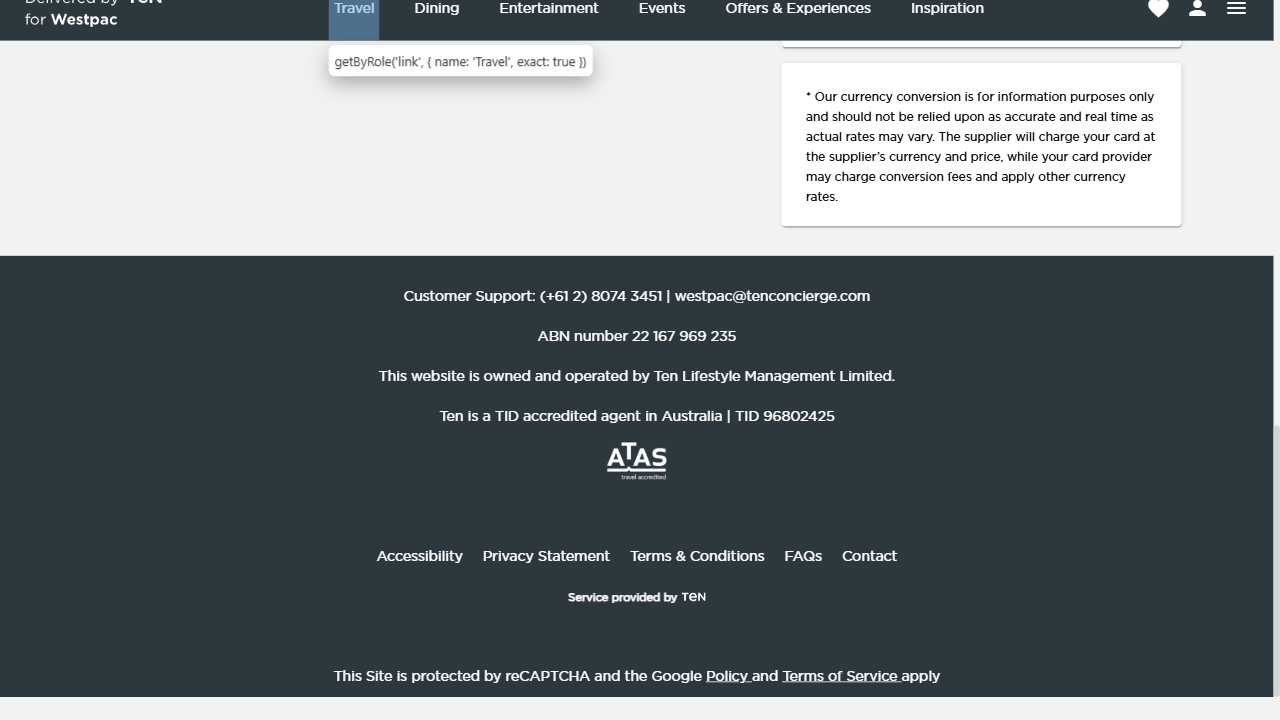 Delivered by TEN
for Westpac
Travel Dining Entertainment Events Offers & Experiences Inspiration
getByRole('link', { name: 'Travel', exact: true })
* Our currency conversion is for information purposes only
and should not be relied upon as accurate and real time as
actual rates may vary. The supplier will charge your card at
the supplier’s currency and price, while your card provider
may charge conversion fees and apply other currency
rates.
Customer Support: (+61 2) 8074 3451 | westpac@tenconcierge.com
ABN number 22 167 969 235
This website is owned and operated by Ten Lifestyle Management Limited.
Ten is a TID accredited agent in Australia | TID 96802425
ATAS
travel accredited
Accessibility Privacy Statement Terms & Conditions FAQs Contact
Service provided by TEN
This Site is protected by reCAPTCHA and the Google Policy and Terms of Service apply